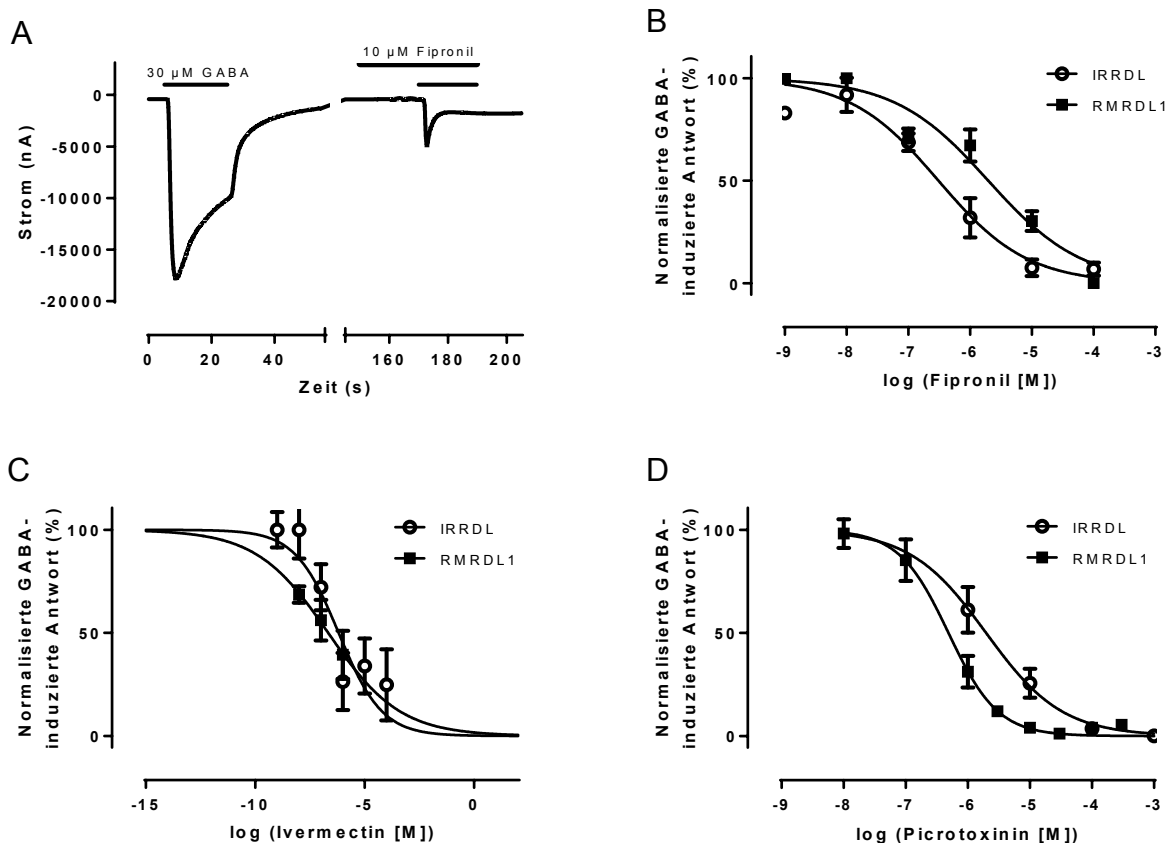 A
30 µM GABA
10 µM Fipronil
0
-5000
-10000
-15000
-20000
Strom (nA)
0 20 40 160 180 200
Zeit (s)
B
Normalisierte GABA-
induzierte Antwort (%)
100
50
0
IRRDL
RMRDL1
-9 -8 -7 -6 -5 -4 -3
log (Fipronil [M])
C
Normalisierte GABA-
induzierte Antwort (%)
100
50
0
IRRDL
RMRDL1
-15 -10 -5 0
log (Ivermectin [M])
D
Normalisierte GABA-
induzierte Antwort (%)
100
50
0
IRRDL
RMRDL1
-9 -8 -7 -6 -5 -4 -3
log (Picrotoxinin [M])